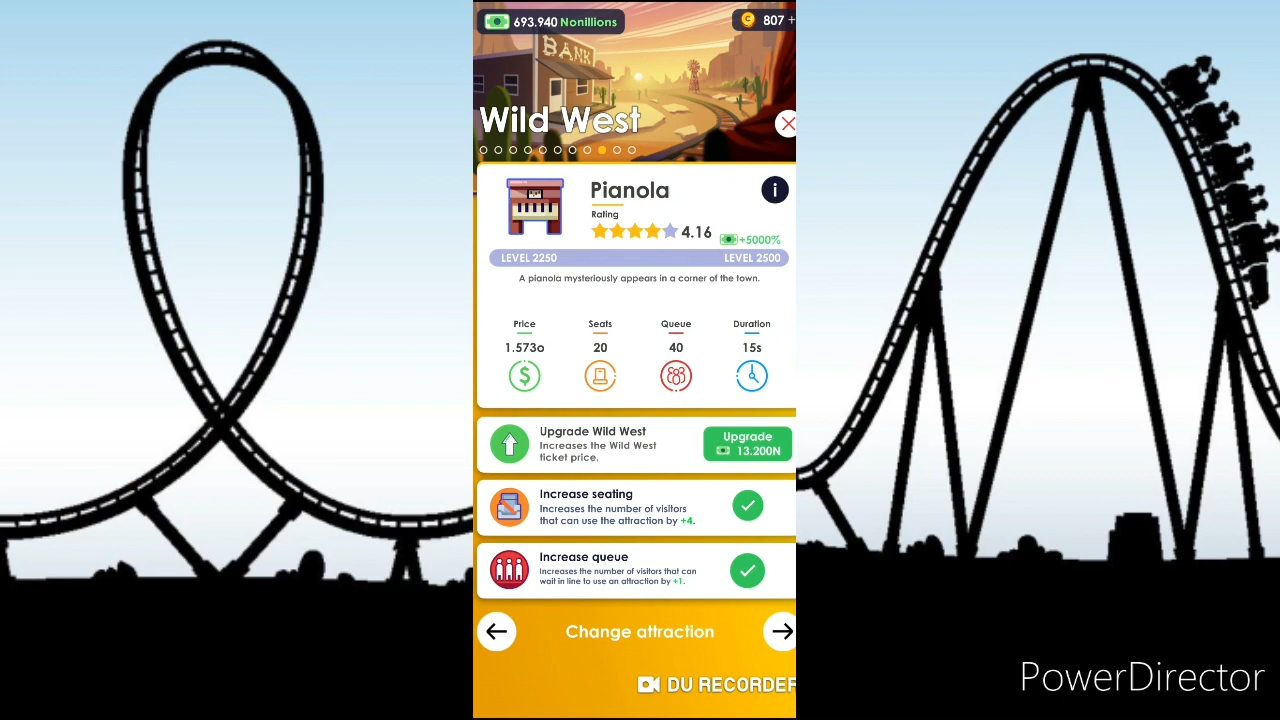 693.940 Nonillions
807 +
BANK
Wild West
Pianola
i
Rating
4.16
+5000%
LEVEL 2250
LEVEL 2500
A pianola mysteriously appears in a corner of the town.
Price
Seats
Queue
Duration
1.573o
20
40
15s
Upgrade Wild West
Increases the Wild West
ticket price.
Upgrade
13.200N
Increase seating
Increases the number of visitors
that can use the attraction by +4.
Increase queue
Increases the number of visitors that can
wait in line to use an attraction by +1.
Change attraction
DU RECORDER
PowerDirector